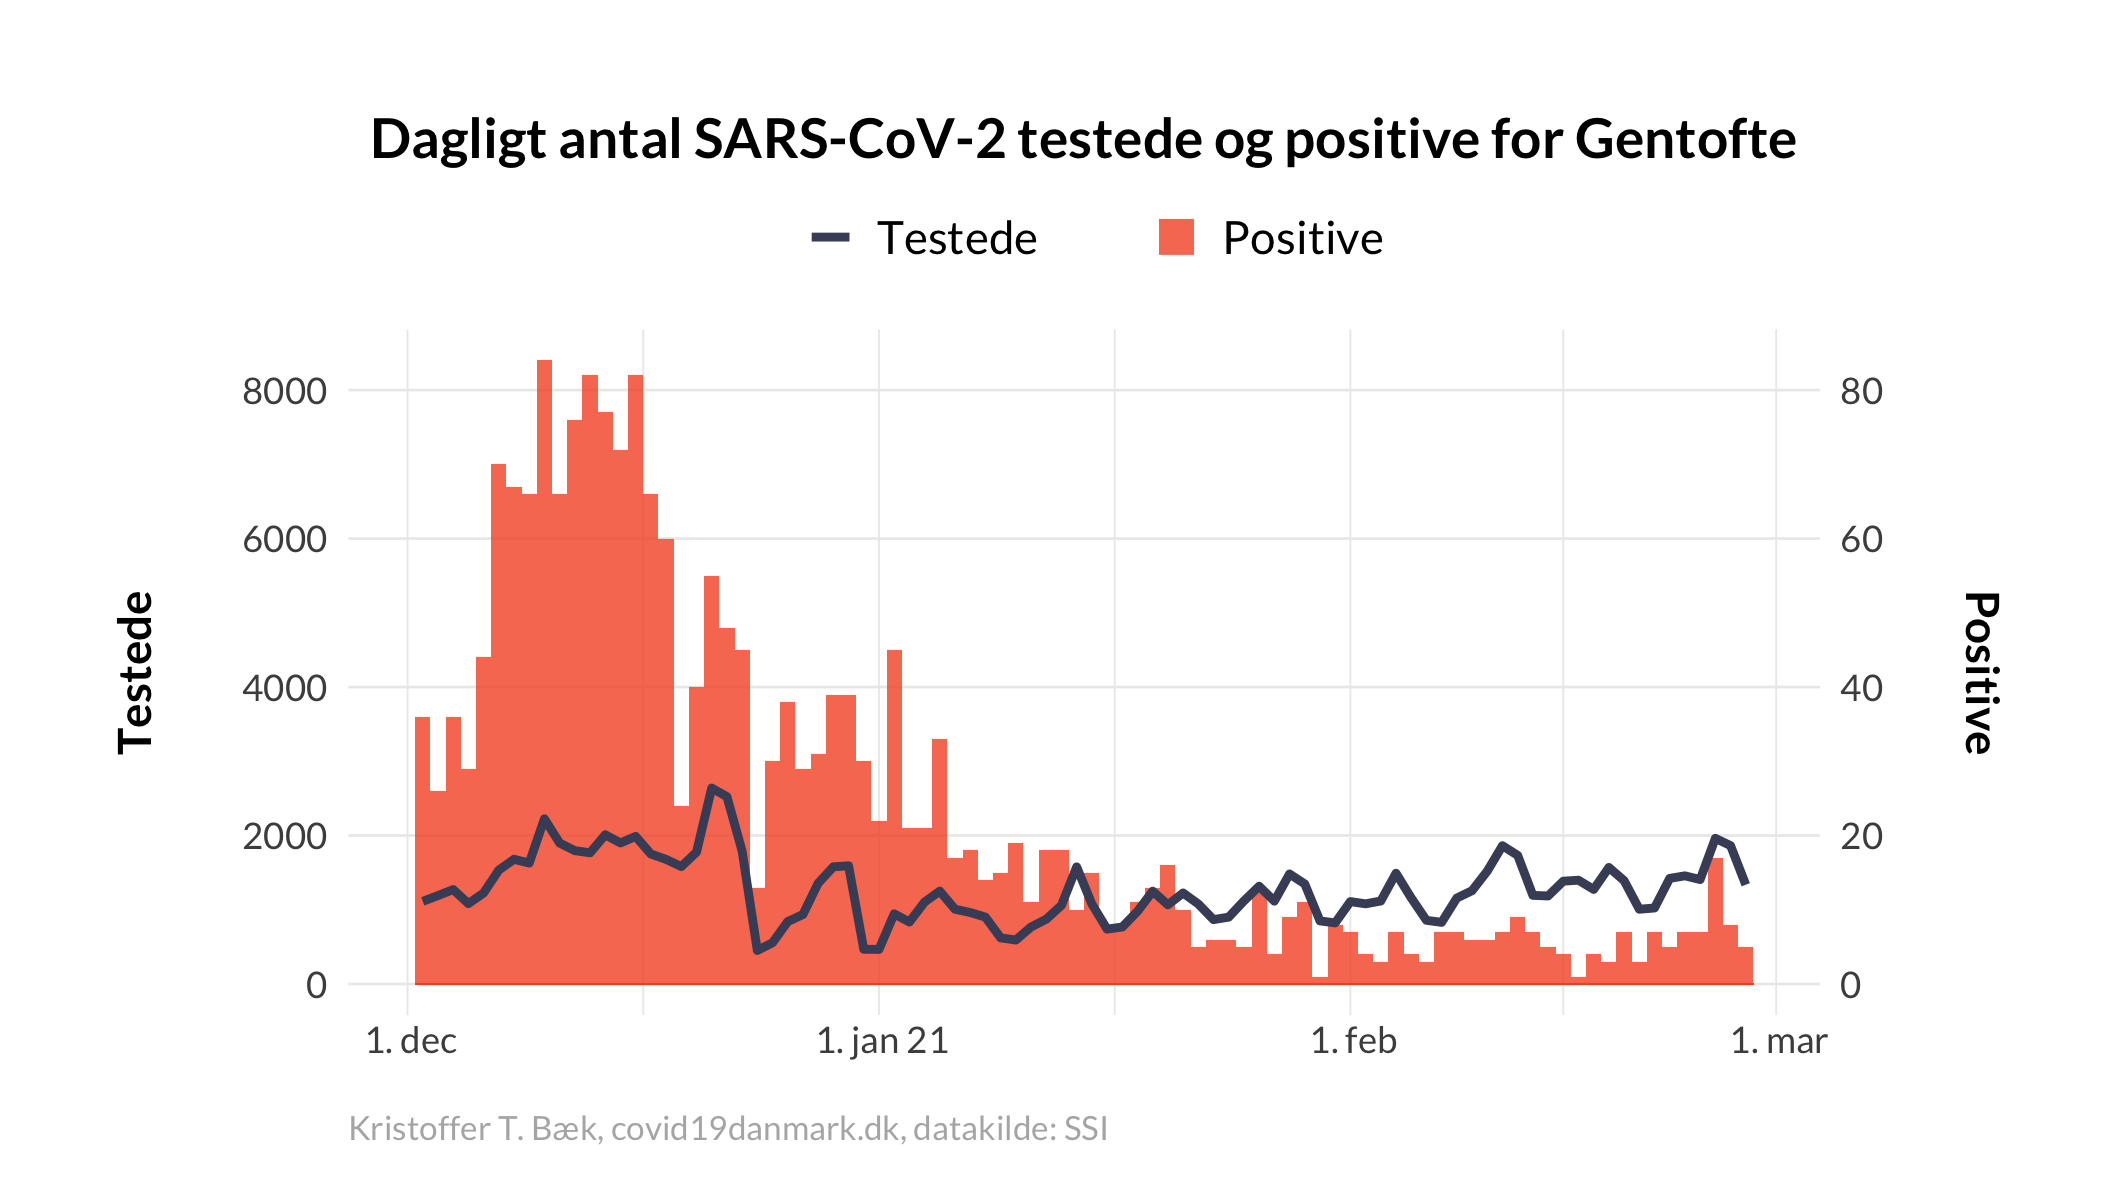 Dagligt antal SARS-CoV-2 testede og positive for Gentofte
Testede
Positive
8000
6000
4000
2000
0
Testede
80
60
40
20
0
Positive
1. dec
1. jan 21
1. feb
1. mar
Kristoffer T. Bæk, covid19danmark.dk, datakilde: SSI